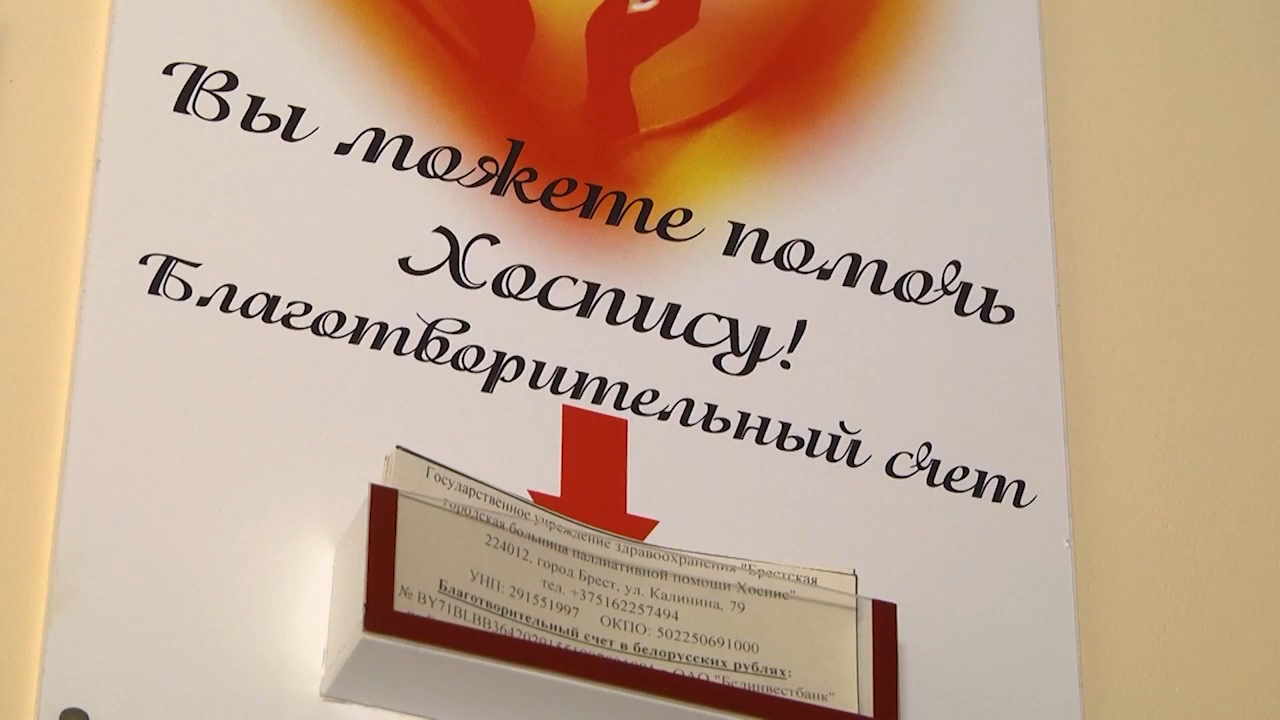 Вы можете помочь
Хоспису!
Благотворительный счет
Государственное учреждение здравоохранения "Брестская
городская больница паллиативной помощи Хоспис"
224012, город Брест, ул. Калинина, 79
тел. +375162257494
УНП: 291551997 ОКПО: 502250691000
Благотворительный счет в белорусских рублях:
ОАО "Белинвестбанк"